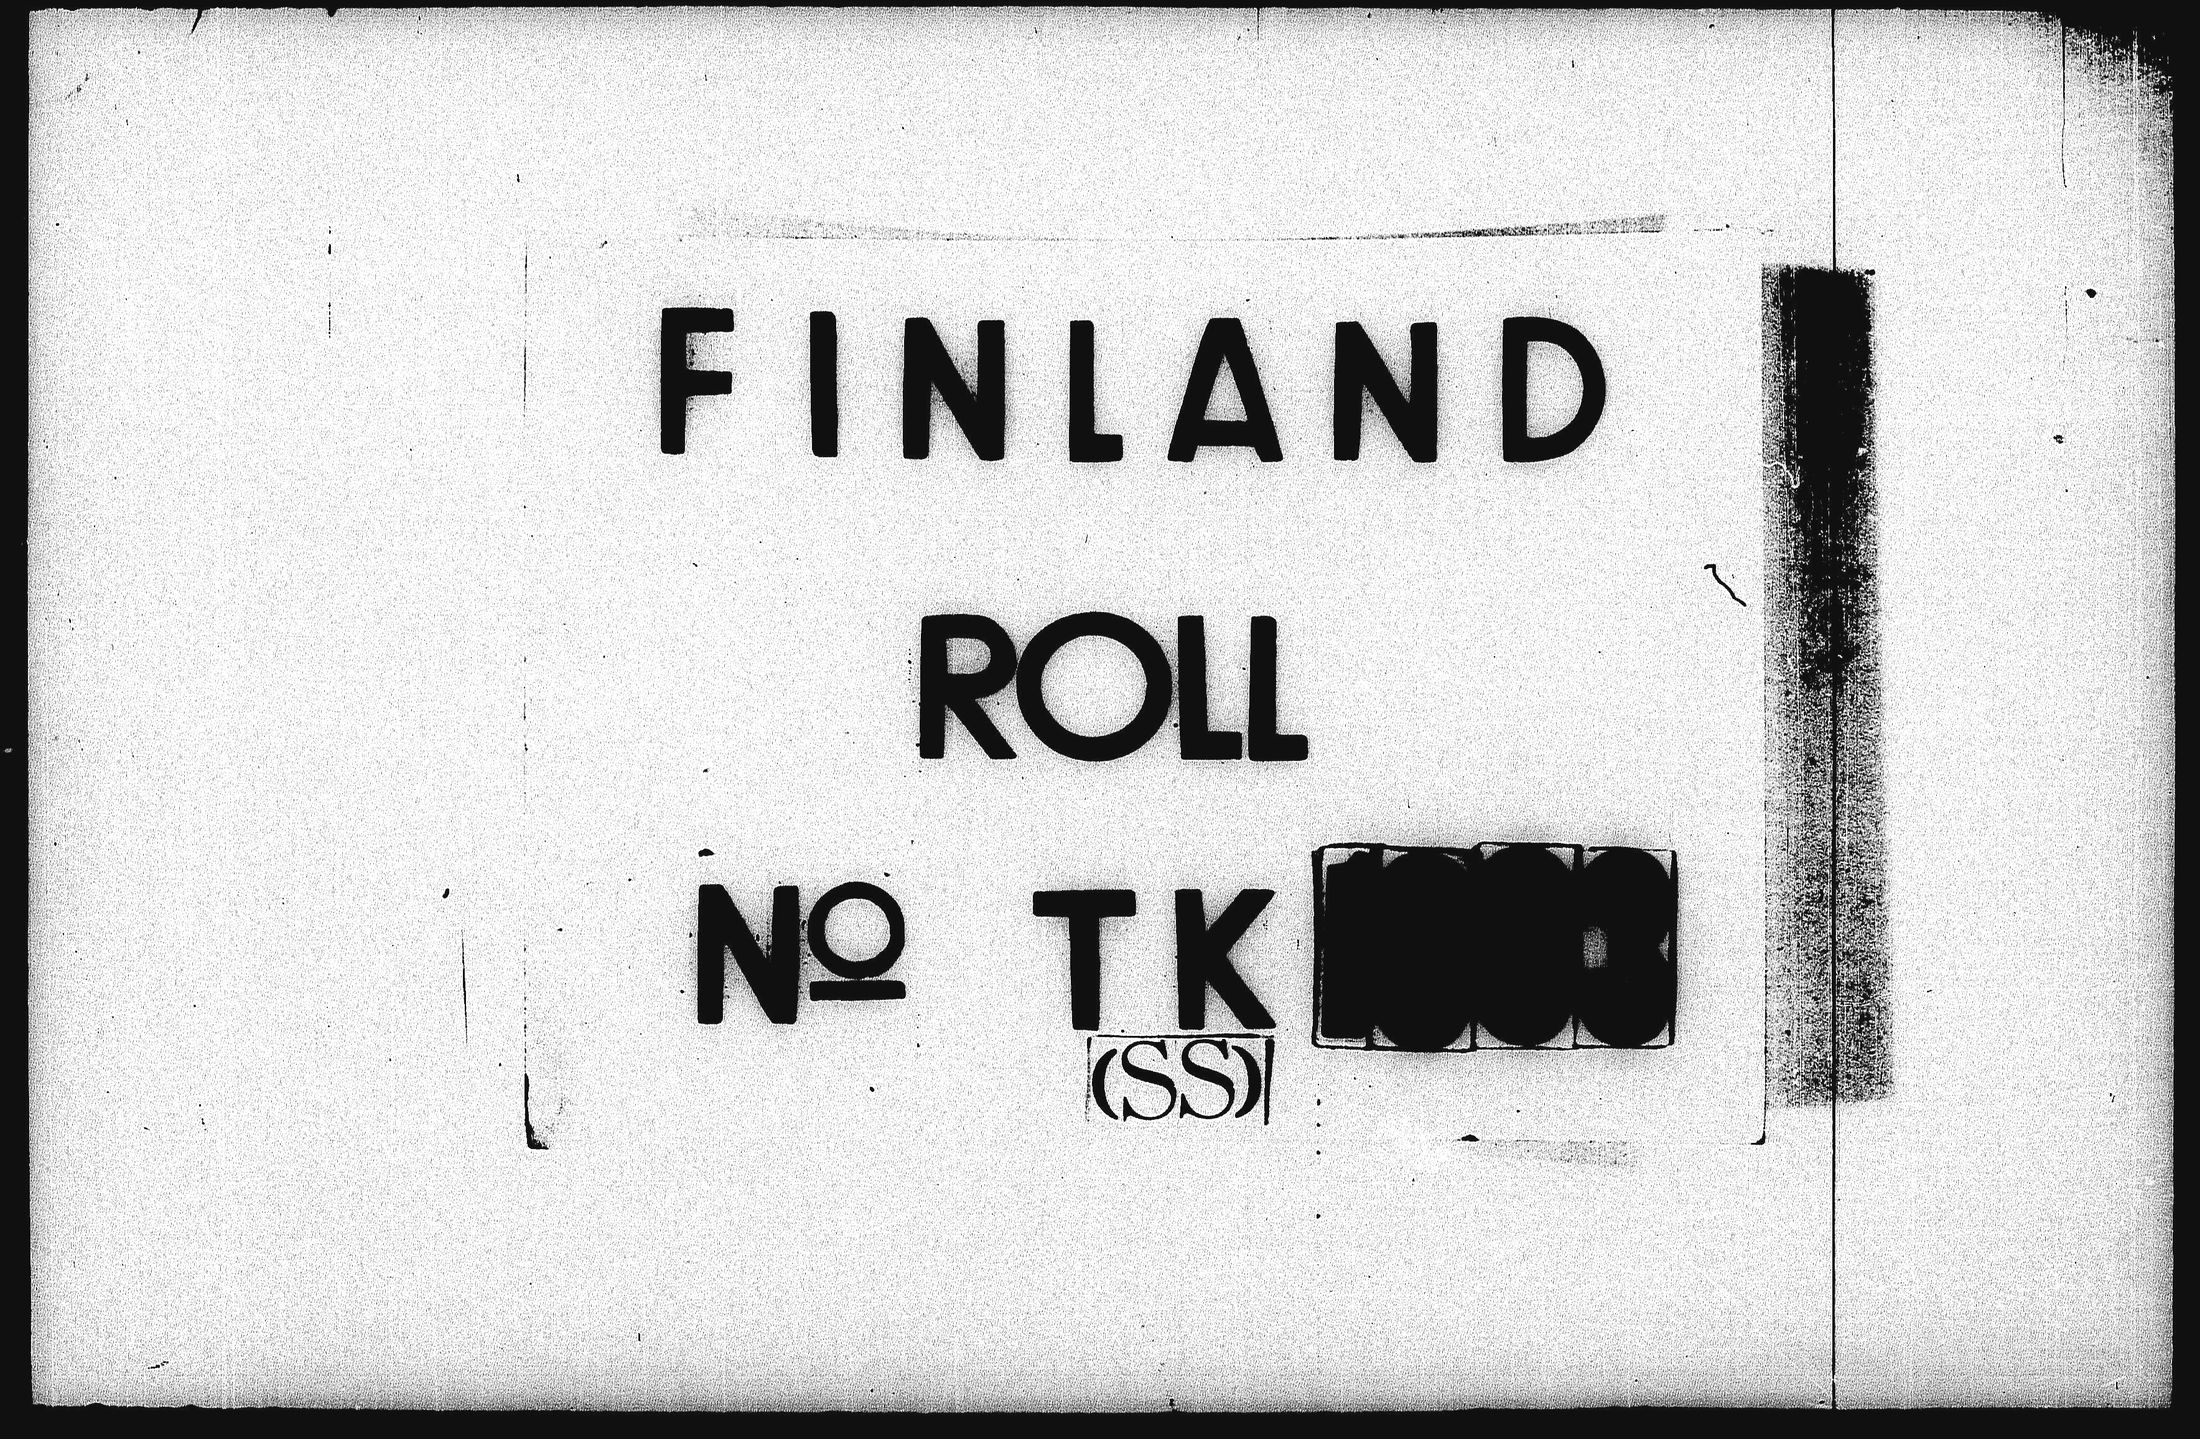 FINLAND
ROLL
Nº TK
(SS)